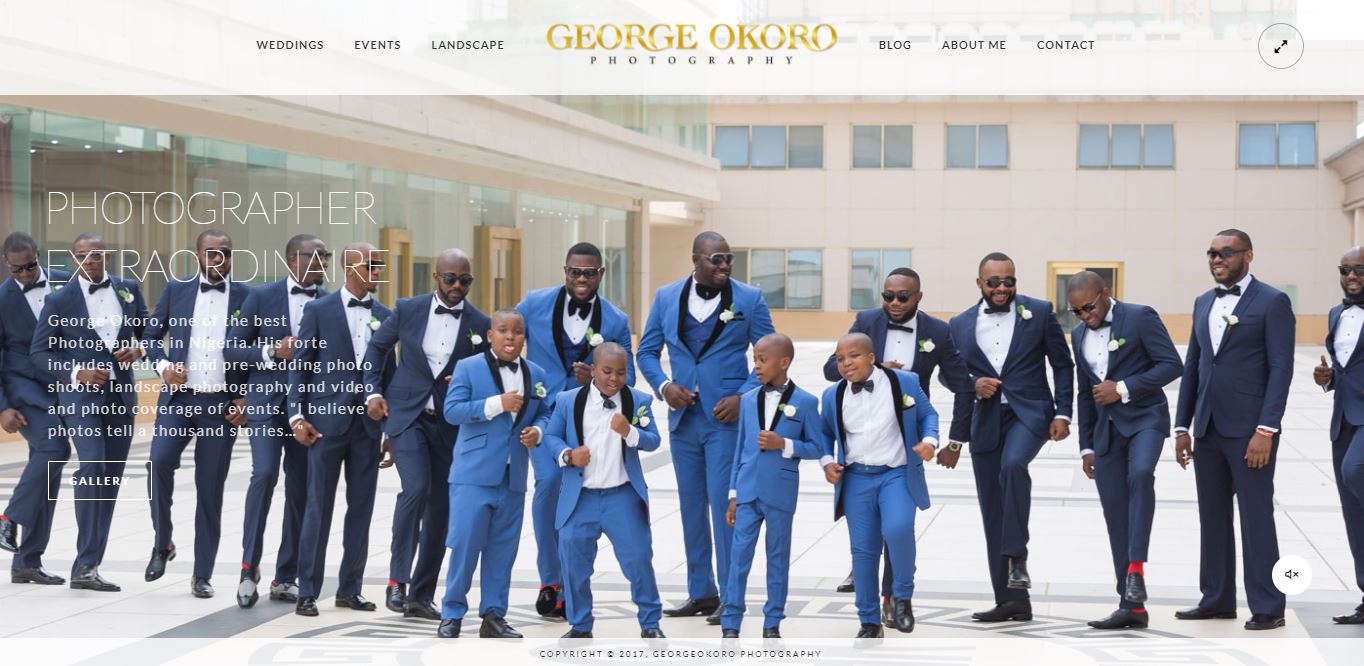 WEDDINGS EVENTS LANDSCAPE GEORGE OKORO BLOG ABOUT ME CONTACT
PHOTOGRAPHY
PHOTOGRAPHER
EXTRAORDINAIRE
George Okoro, one of the best
Photographers in Nigeria. His forte
includes wedding and pre-wedding photo
shoots, landscape photography and video
and photo coverage of events. "I believe
photos tell a thousand stories..."
GALLERY
COPYRIGHT © 2017, GEORGEOKORO PHOTOGRAPHY